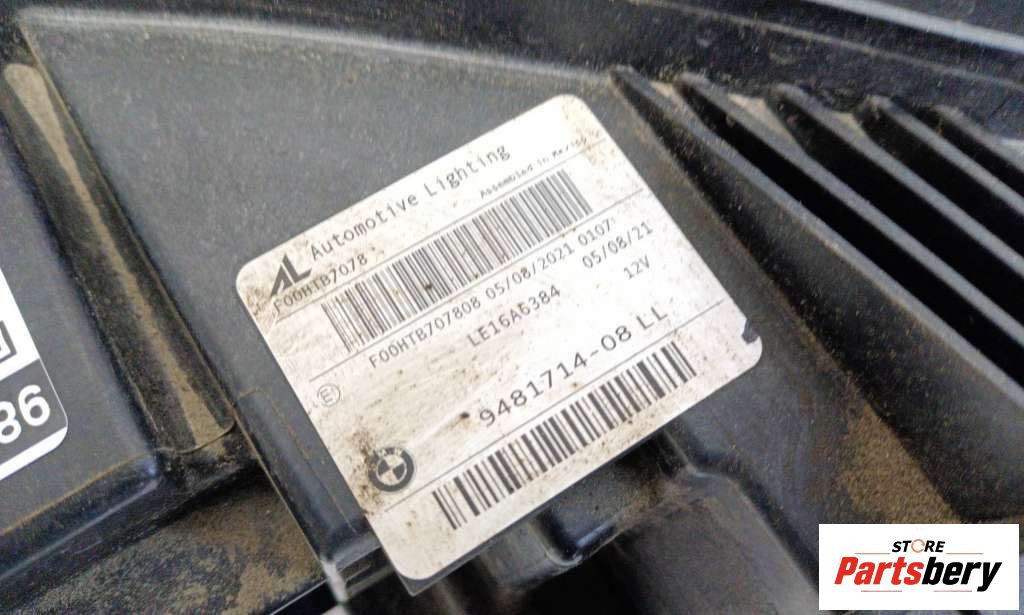 AL Automotive Lighting
F00HTB7078
Assembled in Mexico
F00HTB707808 05/08/2021 0107
LE16A6384
05/08/21
12V
9481714-08 LL
E
86
STORE
Partsbery